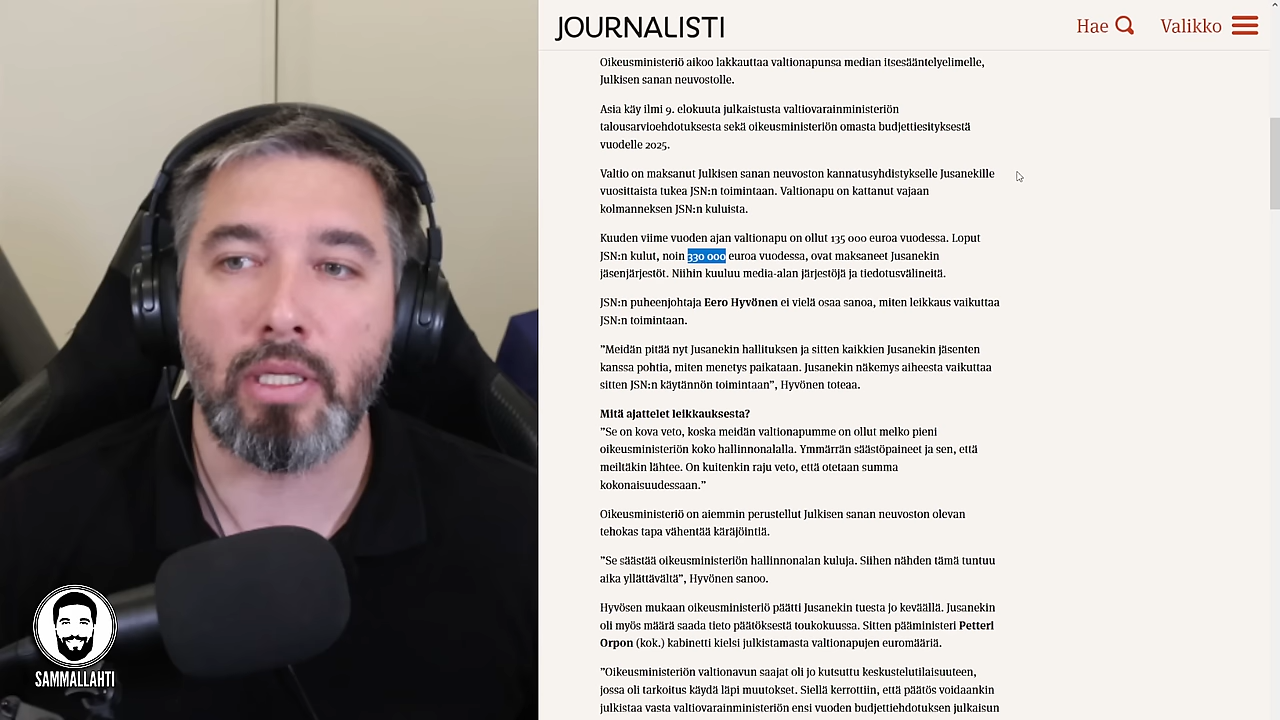 JOURNALISTI
Hae
Valikko
Oikeusministeriö aikoo lakkauttaa valtionapunsa median itsesääntelyelimelle,
Julkisen sanan neuvostolle.
Asia käy ilmi 9. elokuuta julkaistusta valtiovarainministeriön
talousarvioehdotuksesta sekä oikeusministeriön omasta budjettiesityksestä
vuodelle 2025.
Valtio on maksanut Julkisen sanan neuvoston kannatusyhdistykselle Jusanekille
vuosittaista tukea JSN:n toimintaan. Valtionapu on kattanut vajaan
kolmanneksen JSN:n kuluista.
Kuuden viime vuoden ajan valtionapu on ollut 135 000 euroa vuodessa. Loput
JSN:n kulut, noin 330 000 euroa vuodessa, ovat maksaneet Jusanekin
jäsenjärjestöt. Niihin kuuluu media-alan järjestöjä ja tiedotusvälineitä.
JSN:n puheenjohtaja Eero Hyvönen ei vielä osaa sanoa, miten leikkaus vaikuttaa
JSN:n toimintaan.
”Meidän pitää nyt Jusanekin hallituksen ja sitten kaikkien Jusanekin jäsenten
kanssa pohtia, miten menetys paikataan. Jusanekin näkemys aiheesta vaikuttaa
sitten JSN:n käytännön toimintaan”, Hyvönen toteaa.
Mitä ajattelet leikkauksesta?
”Se on kova veto, koska meidän valtionapumme on ollut melko pieni
oikeusministeriön koko hallinnonalalla. Ymmärrän säästöpaineet ja sen, että
meiltäkin lähtee. On kuitenkin raju veto, että otetaan summa
kokonaisuudessaan.”
Oikeusministeriö on aiemmin perustellut Julkisen sanan neuvoston olevan
tehokas tapa vähentää käräjöintiä.
”Se säästää oikeusministeriön hallinnonalan kuluja. Siihen nähden tämä tuntuu
aika yllättävältä”, Hyvönen sanoo.
Hyvösen mukaan oikeusministeriö päätti Jusanekin tuesta jo keväällä. Jusanekin
oli myös määrä saada tieto päätöksestä toukokuussa. Sitten pääministeri Petteri
Orpon (kok.) kabinetti kielsi julkistamasta valtionapujen euromääriä.
”Oikeusministeriön valtionavun saajat oli jo kutsuttu keskustelutilaisuuteen,
jossa oli tarkoitus käydä läpi muutokset. Siellä kerrottiin, että päätös voidaankin
julkistaa vasta valtiovarainministeriön ensi vuoden budjettiehdotuksen julkaisun
SAMMALLAHTI